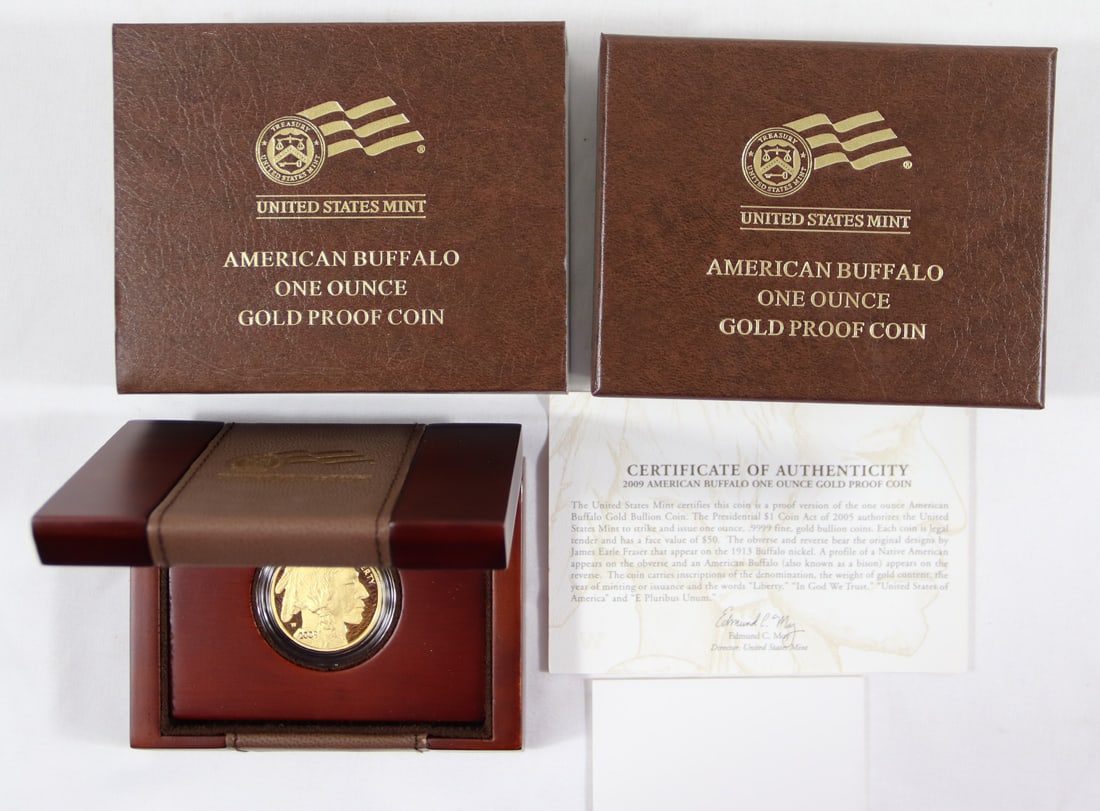 TREASURY
UNITED STATES MINT
®
UNITED STATES MINT
AMERICAN BUFFALO
ONE OUNCE
GOLD PROOF COIN
TREASURY
UNITED STATES MINT
®
UNITED STATES MINT
AMERICAN BUFFALO
ONE OUNCE
GOLD PROOF COIN
CERTIFICATE OF AUTHENTICITY
2009 AMERICAN BUFFALO ONE OUNCE GOLD PROOF COIN
The United States Mint certifies this coin is a proof version of the one ounce American
Buffalo Gold Bullion Coin. The Presidential $1 Coin Act of 2005 authorizes the United
States Mint to strike and issue one ounce, .9999 fine, gold bullion coins. Each coin is legal
tender and has a face value of $50. The obverse and reverse bear the original designs by
James Earle Fraser that appear on the 1913 Buffalo nickel. A profile of a Native American
appears on the obverse and an American Buffalo (also known as a bison) appears on the
reverse. The coin carries inscriptions of the denomination, the weight of gold content, the
year of minting or issuance and the words "Liberty," "In God We Trust," "United States of
America" and "E Pluribus Unum."
Edmund C. Moy
Edmund C. Moy
Director, United States Mint
2009